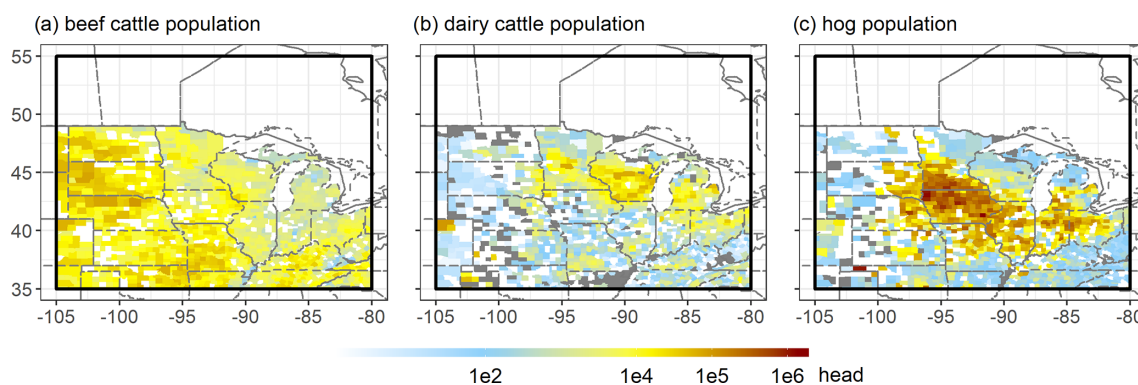 (a) beef cattle population (b) dairy cattle population (c) hog population
55
50
45
40
35
-105 -100 -95 -90 -85 -80 -105 -100 -95 -90 -85 -80 -105 -100 -95 -90 -85 -80
1e2 1e4 1e5 1e6 head